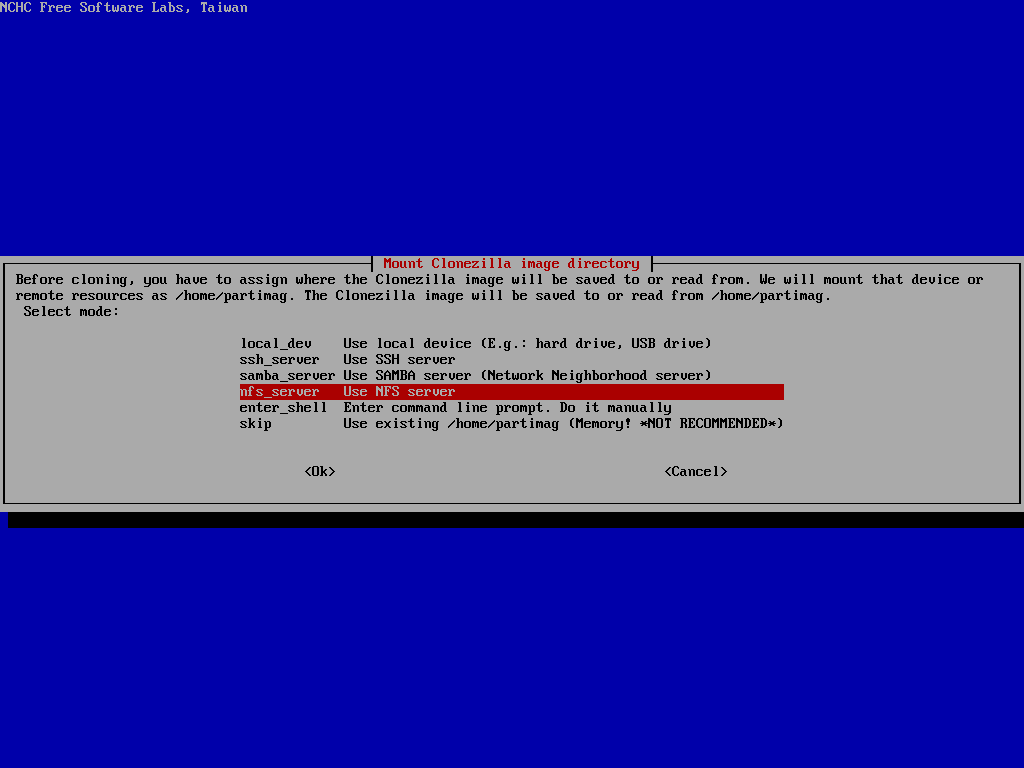 NCHC Free Software Labs, Taiwan
Mount Clonezilla image directory
Before cloning, you have to assign where the Clonezilla image will be saved to or read from. We will mount that device or
remote resources as /home/partimag. The Clonezilla image will be saved to or read from /home/partimag.
Select mode:
local_dev Use local device (E.g.: hard drive, USB drive)
ssh_server Use SSH server
samba_server Use SAMBA server (Network Neighborhood server)
nfs_server Use NFS server
enter_shell Enter command line prompt. Do it manually
skip Use existing /home/partimag (Memory! *NOT RECOMMENDED*)
<Ok> <Cancel>